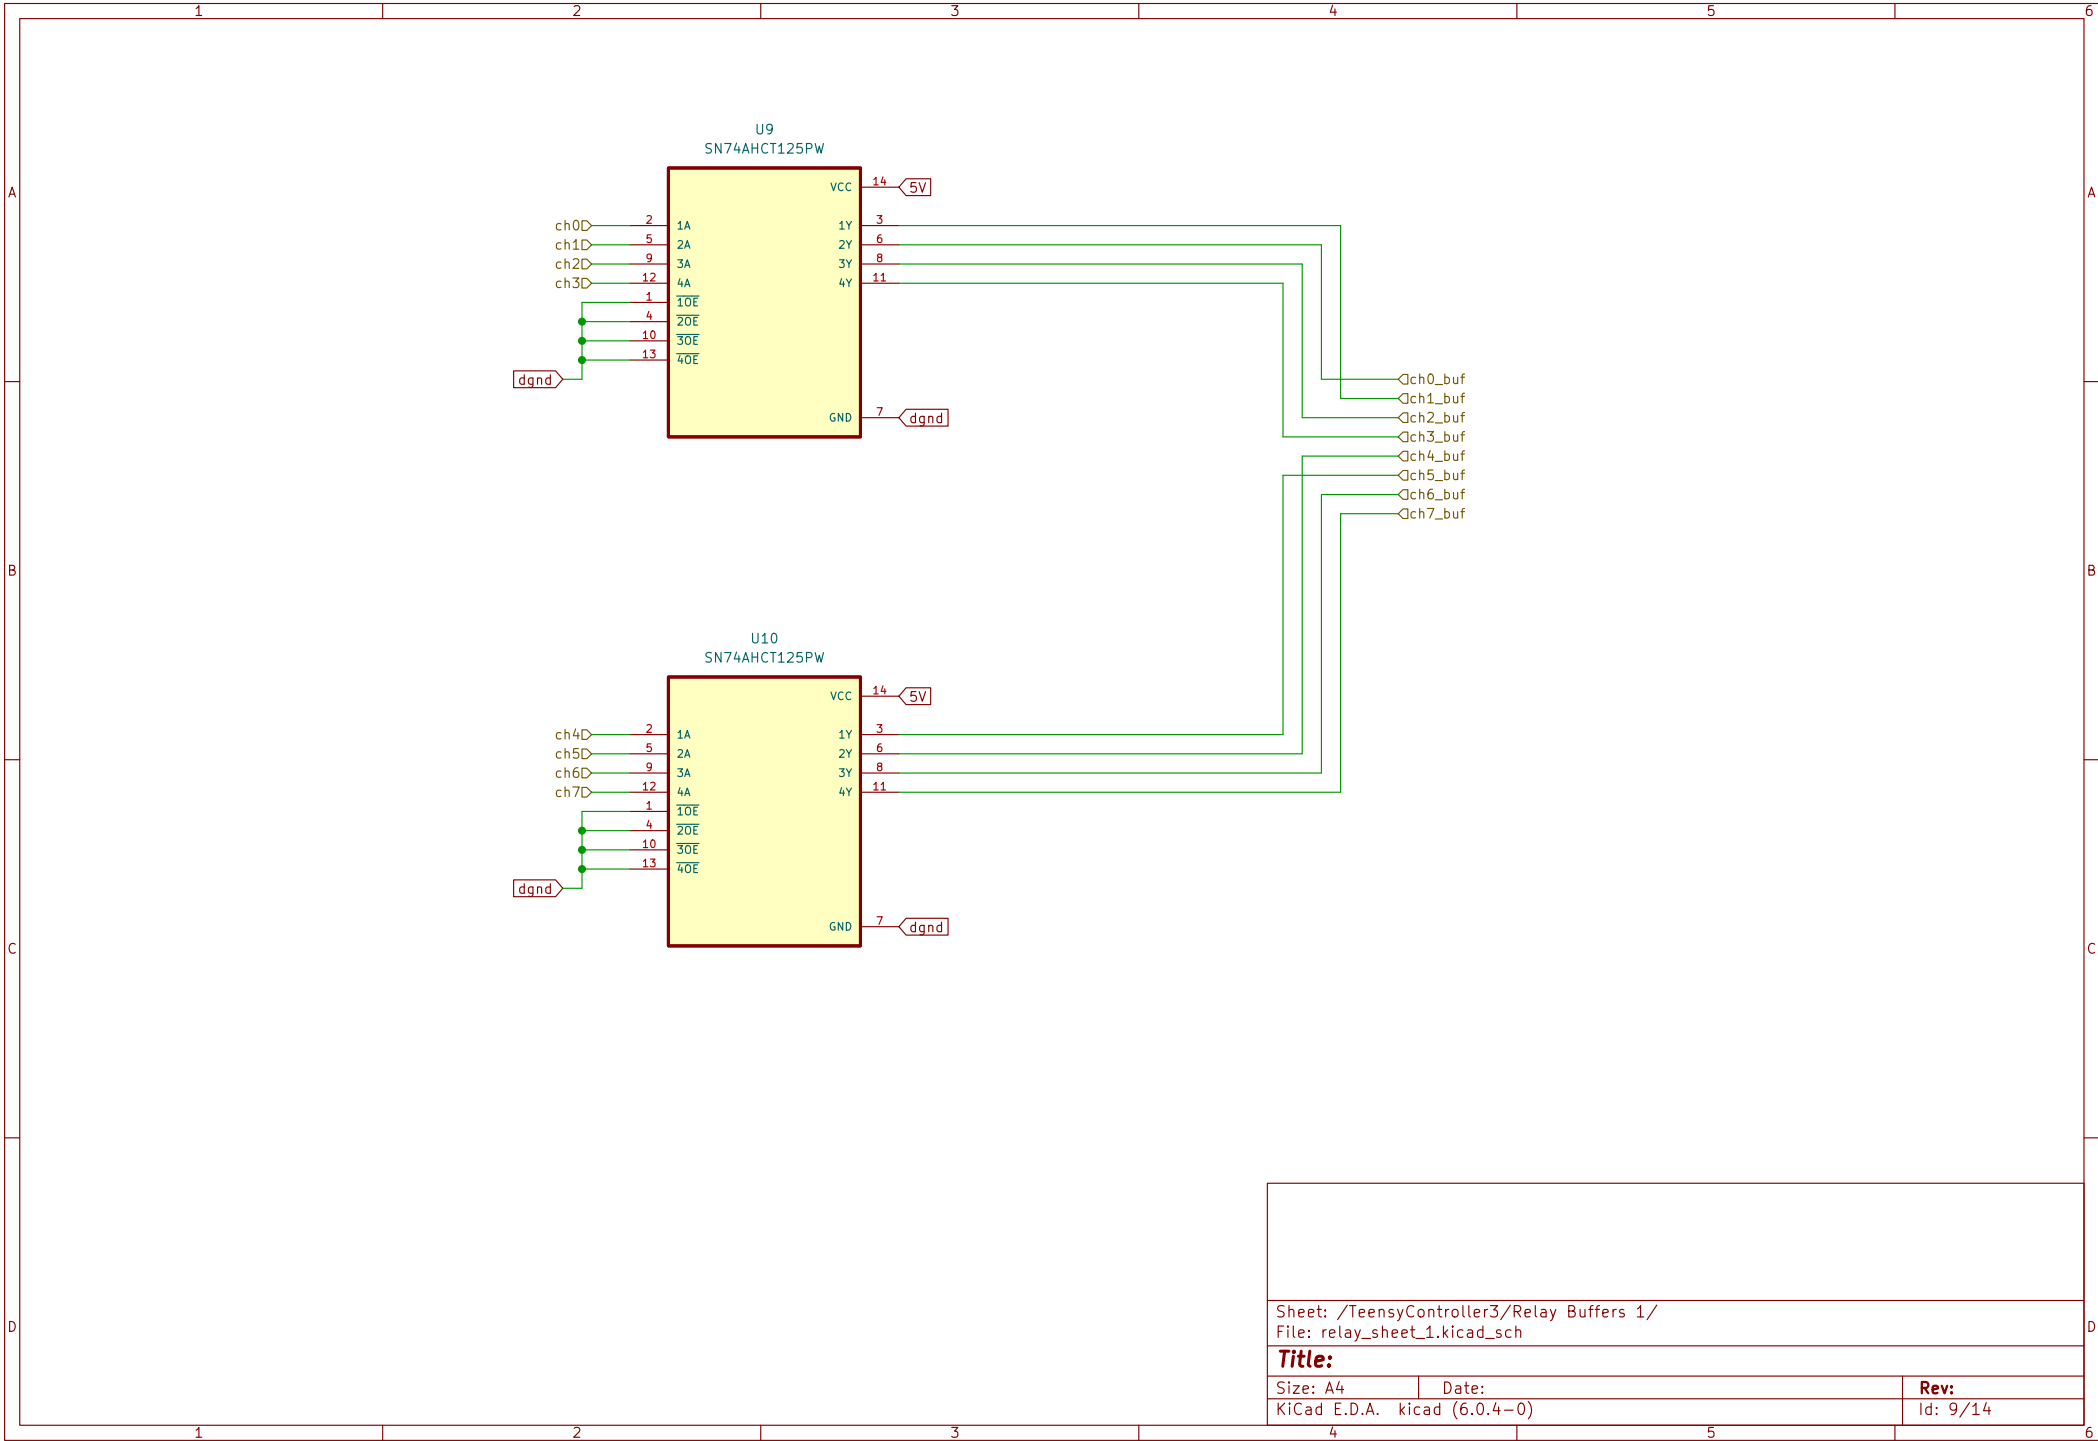 1 2 3 4 5 6
A A
B B
C C
D D
U9
SN74AHCT125PW
VCC 14 5V
ch0 2 1A 1Y 3
ch1 5 2A 2Y 6
ch2 9 3A 3Y 8
ch3 12 4A 4Y 11
1 1OE
4 2OE
10 3OE
13 4OE
dgnd
GND 7 dgnd
ch0_buf
ch1_buf
ch2_buf
ch3_buf
ch4_buf
ch5_buf
ch6_buf
ch7_buf
U10
SN74AHCT125PW
VCC 14 5V
ch4 2 1A 1Y 3
ch5 5 2A 2Y 6
ch6 9 3A 3Y 8
ch7 12 4A 4Y 11
1 1OE
4 2OE
10 3OE
13 4OE
dgnd
GND 7 dgnd
Sheet: /TeensyController3/Relay Buffers 1/
File: relay_sheet_1.kicad_sch
Title:
Size: A4 Date: Rev:
KiCad E.D.A. kicad (6.0.4-0) Id: 9/14
1 2 3 4 5 6